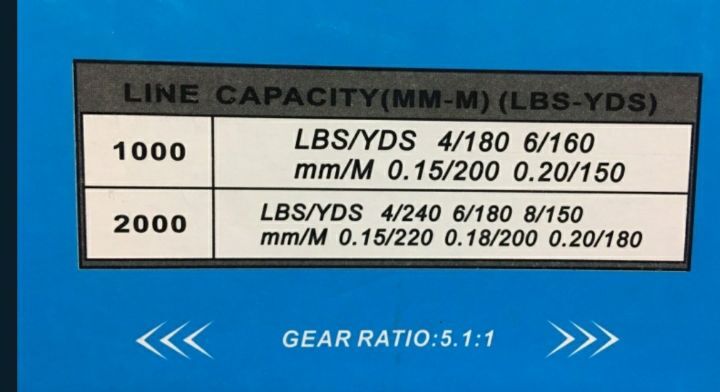 LINE CAPACITY(MM-M) (LBS-YDS)
1000
LBS/YDS 4/180 6/160
mm/M 0.15/200 0.20/150
2000
LBS/YDS 4/240 6/180 8/150
mm/M 0.15/220 0.18/200 0.20/180
GEAR RATIO:5.1:1